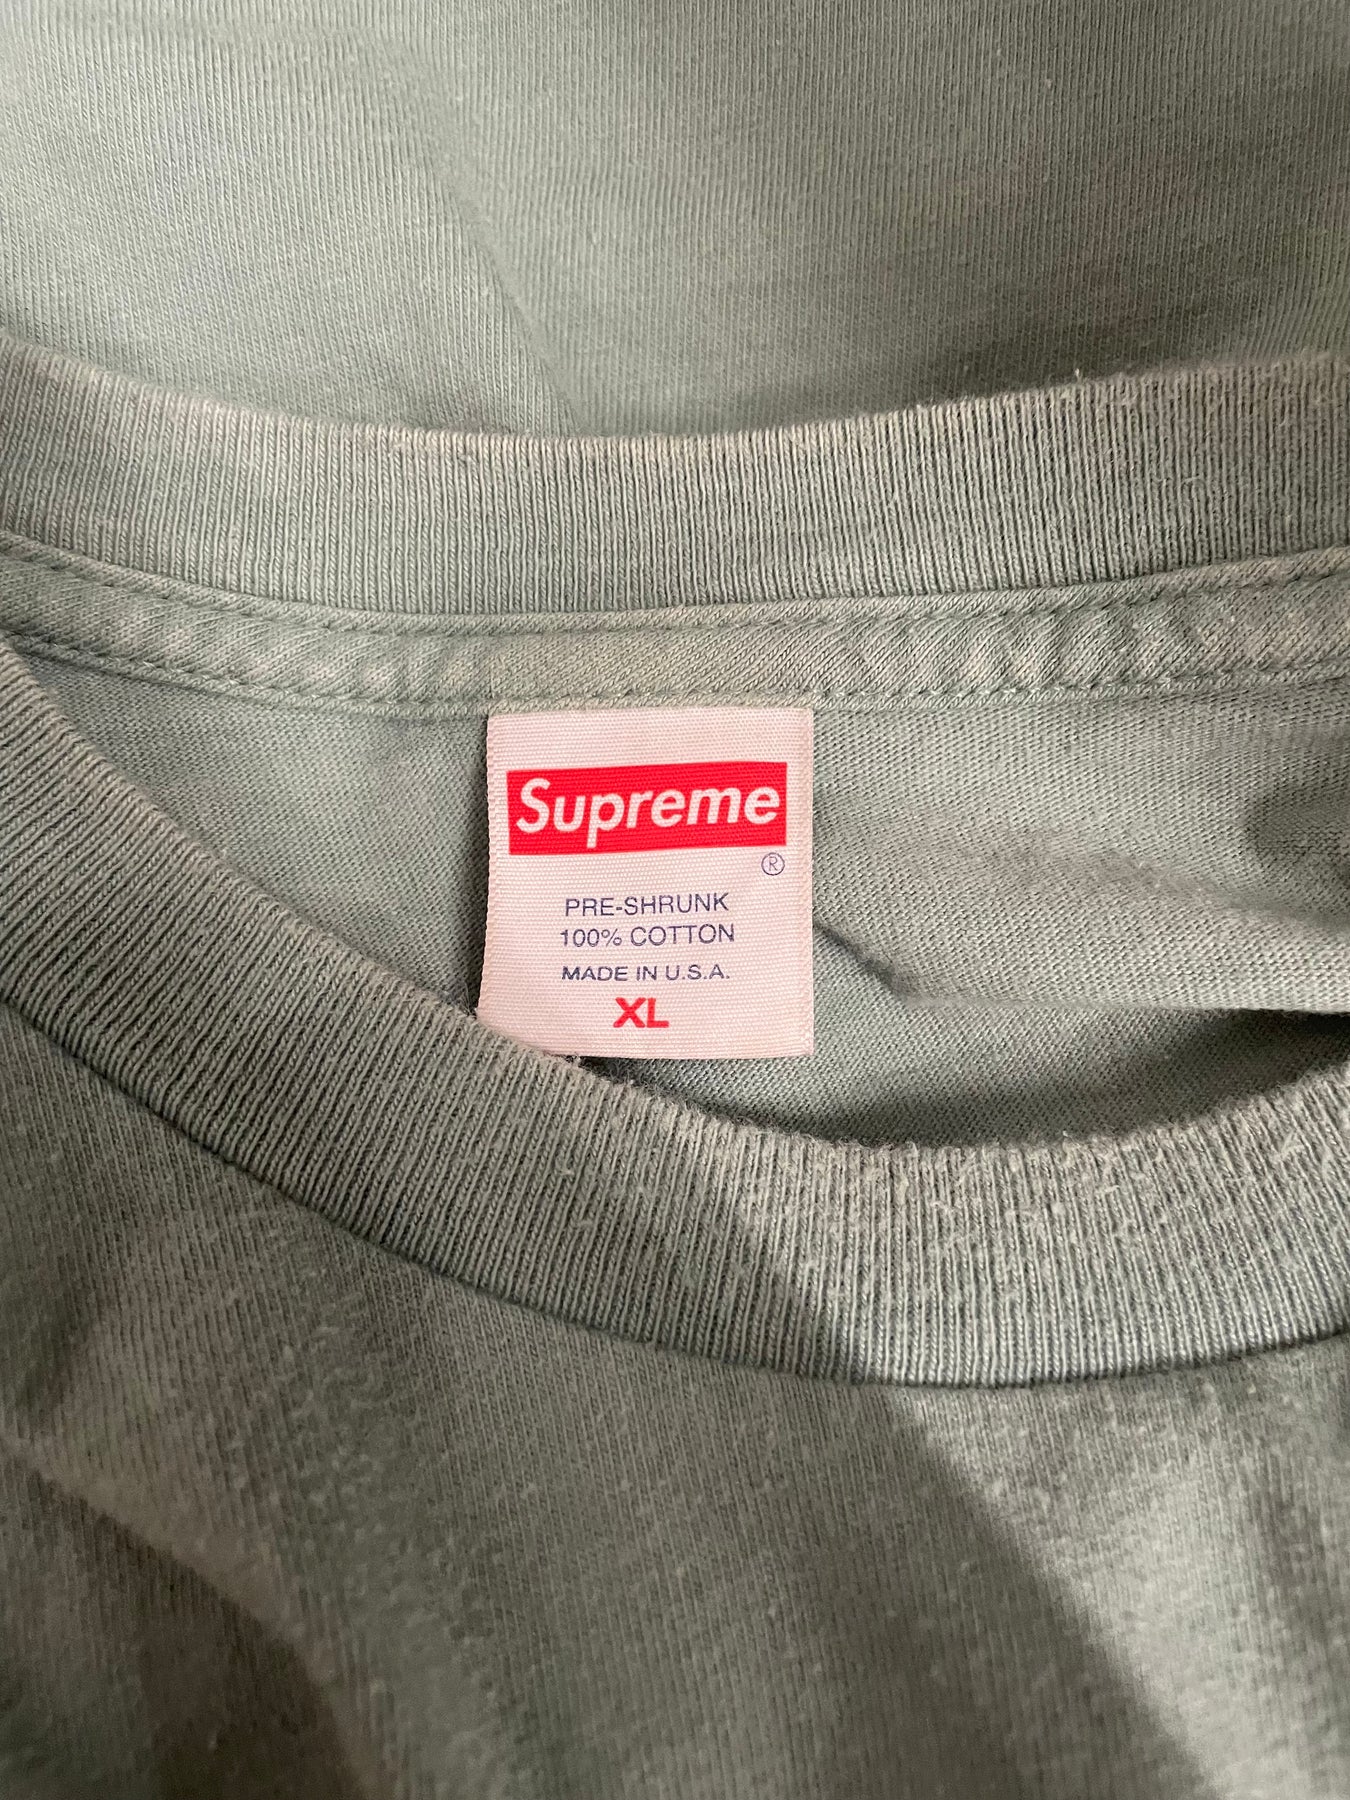 Supreme
®
PRE-SHRUNK
100% COTTON
MADE IN U.S.A.
XL